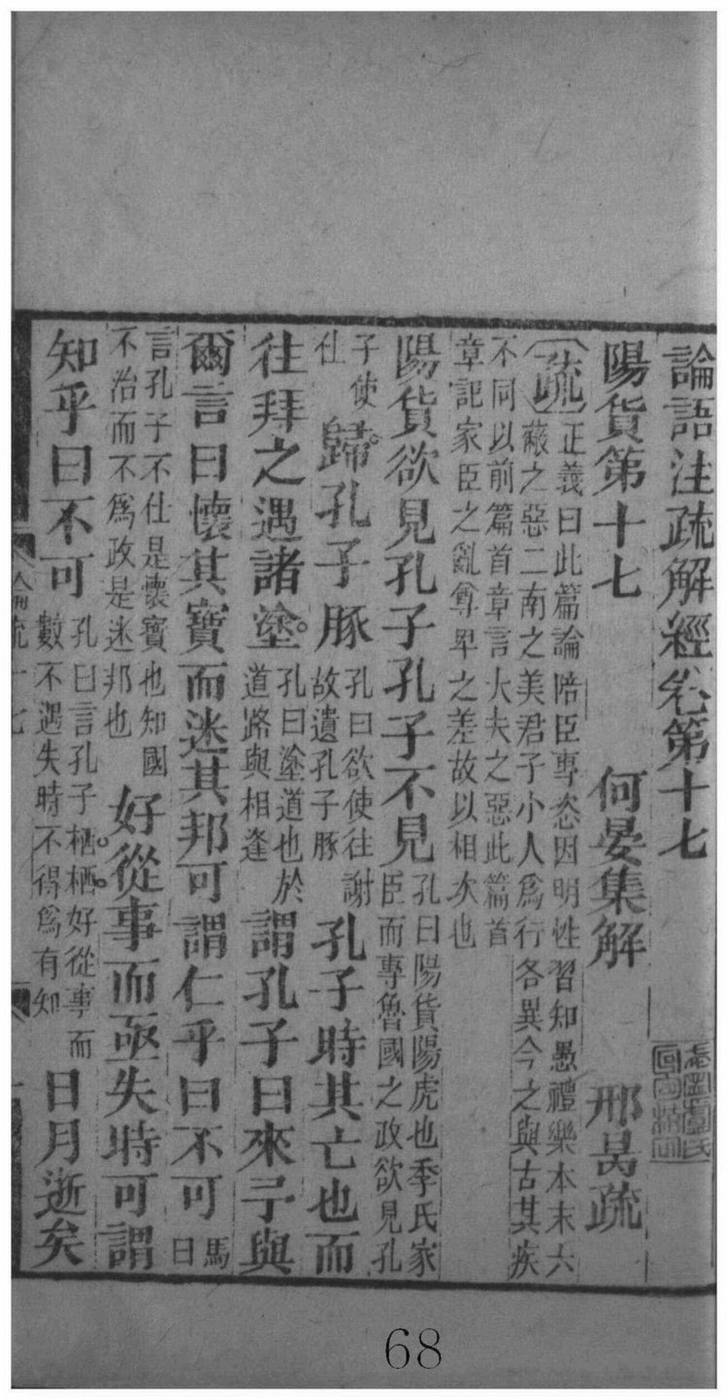 論語注疏解經卷第十七
陽貨第十七　何晏集解　邢昺疏
疏
正義曰此篇論陪臣專恣因明性習知愚禮樂本末六
蔽之惡二南之美君子小人爲行各異今之與古其疾
不同以前篇首章言大夫之惡此篇首
章記家臣之亂尊卑之差故以相次也
陽貨欲見孔子孔子不見
孔曰陽貨陽虎也季氏家
臣而專魯國之政欲見孔
子使
仕
歸孔子豚
孔曰欲使往謝
故遺孔子豚
孔子時其亡也而
往拜之遇諸塗
孔曰塗道也於
道路與相逢
謂孔子曰來予與
爾言曰懷其寶而迷其邦可謂仁乎曰不可
馬
曰
言孔子不仕是懷寶也知國
不治而不爲政是迷邦也
好從事而亟失時可謂
知乎曰不可
孔曰言孔子栖栖好從事而
數不遇失時不得爲有知
日月逝矣
論疏十七
68